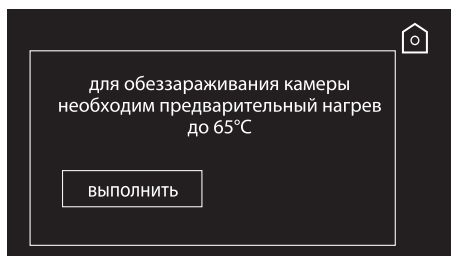 для обеззараживания камеры
необходим предварительный нагрев
до 65°C
выполнить